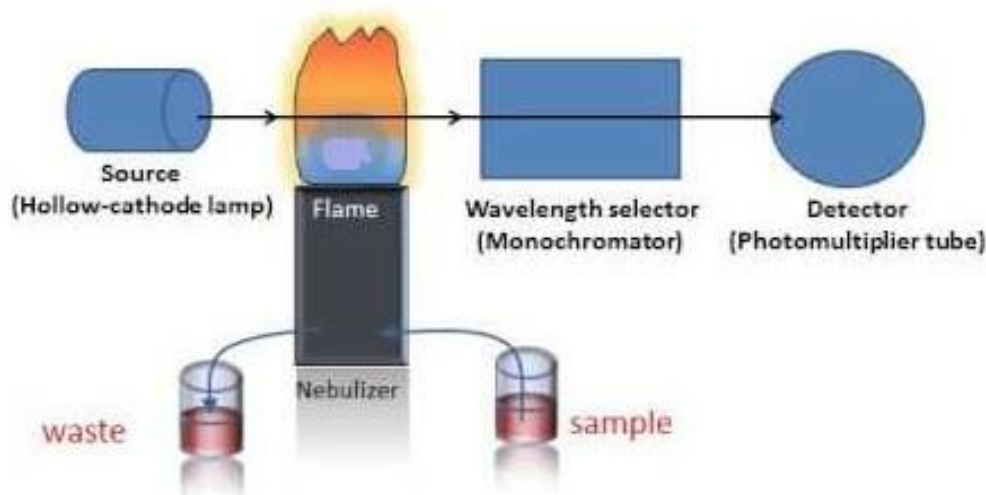 Source
(Hollow-cathode lamp)
Flame
Wavelength selector
(Monochromator)
Detector
(Photomultiplier tube)
Nebulizer
waste
sample